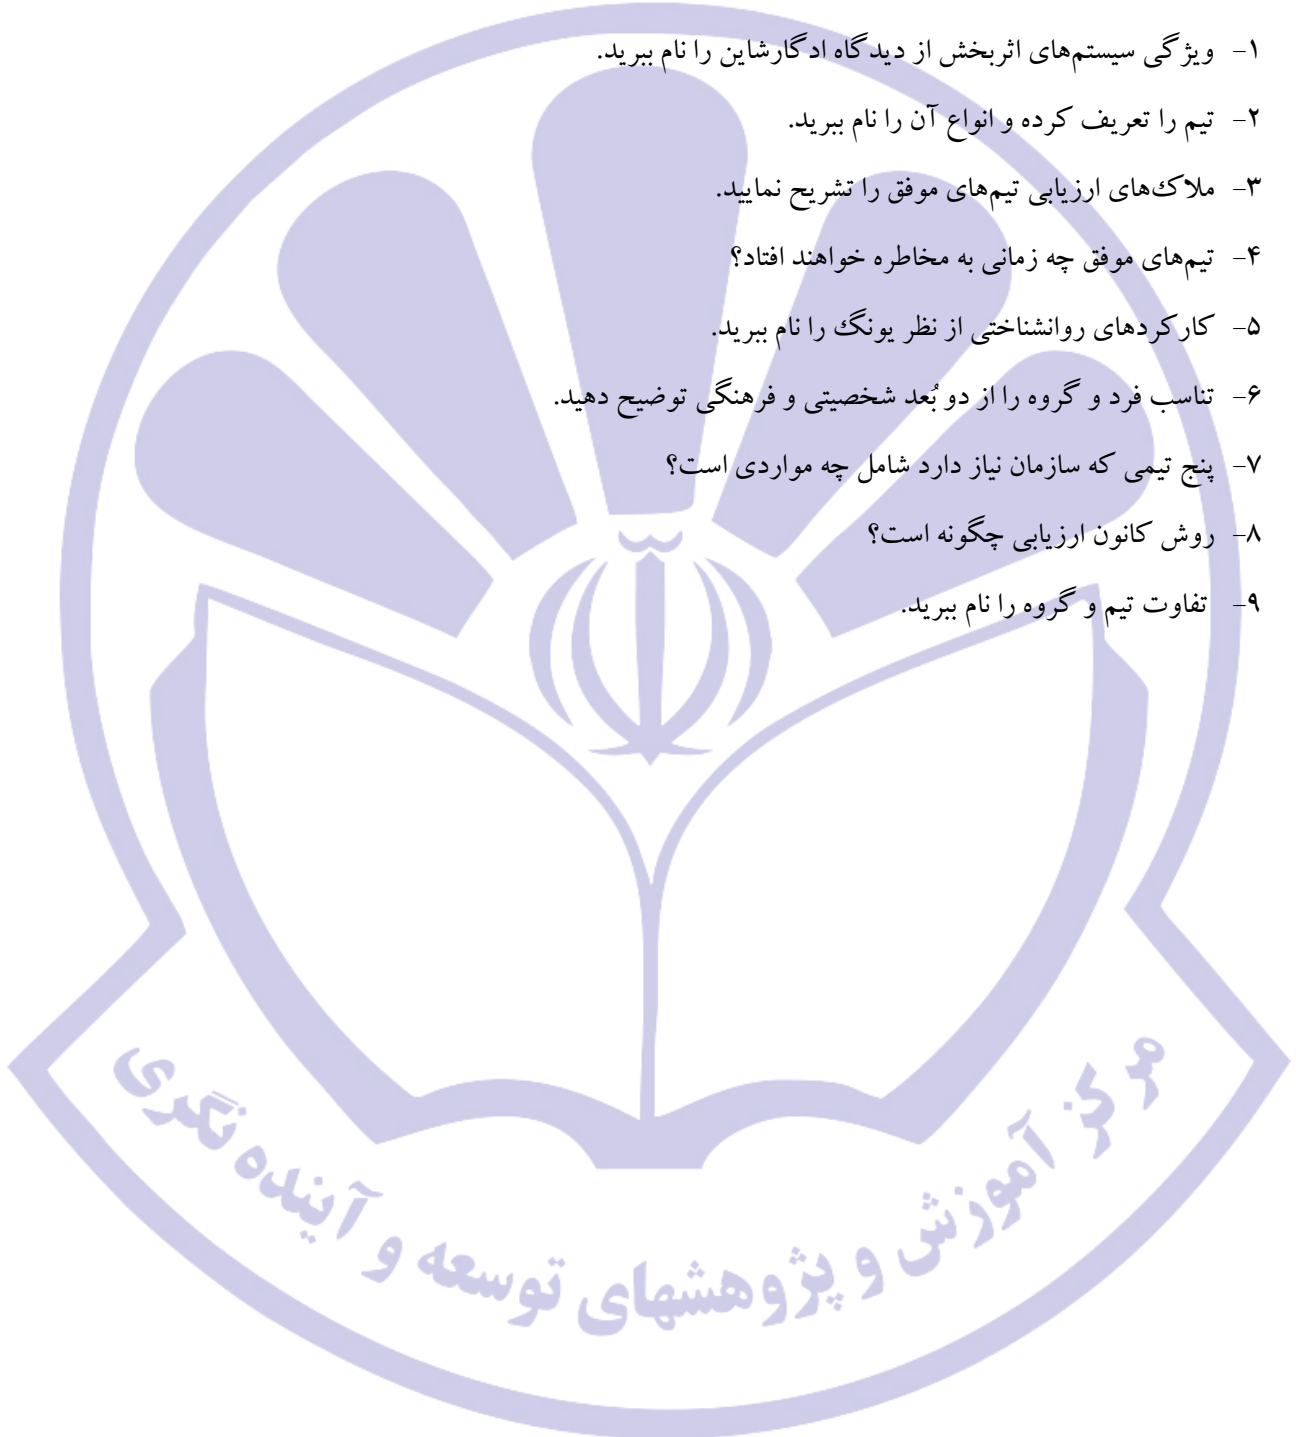 ۱- ویژگی سیستم‌های اثربخش از دیدگاه ادگارشاین را نام ببرید.
۲- تیم را تعریف کرده و انواع آن را نام ببرید.
۳- ملاک‌های ارزیابی تیم‌های موفق را تشریح نمایید.
۴- تیم‌های موفق چه زمانی به مخاطره خواهند افتاد؟
۵- کارکردهای روانشناختی از نظر یونگ را نام ببرید.
۶- تناسب فرد و گروه را از دو بُعد شخصیتی و فرهنگی توضیح دهید.
۷- پنج تیمی که سازمان نیاز دارد شامل چه مواردی است؟
۸- روش کانون ارزیابی چگونه است؟
۹- تفاوت تیم و گروه را نام ببرید.
مرکز آموزش و پژوهشهای توسعه و آینده نگری